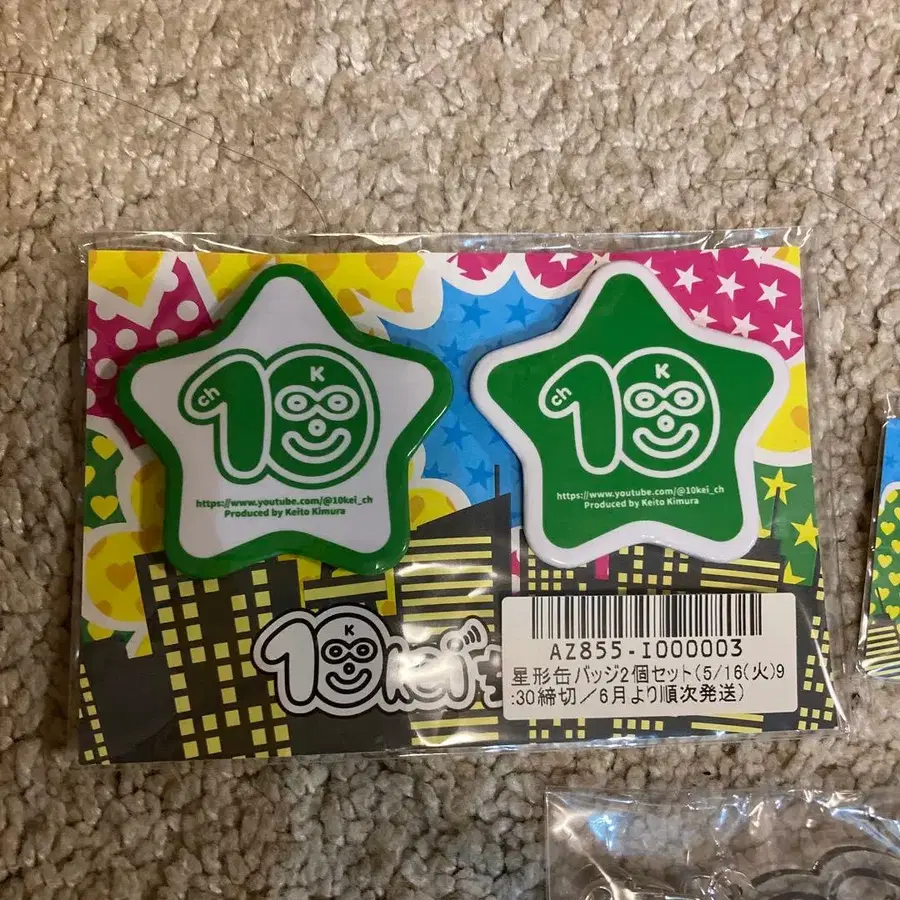 ch 10 K
https://www.youtube.com/@10kei_ch
Produced by Keito Kimura
ch 10 K
https://www.youtube.com/@10kei_ch
Produced by Keito Kimura
K
10kei
AZ855-I000003
星形缶バッジ2個セット(5/16(火)9
:30締切/6月より順次発送)